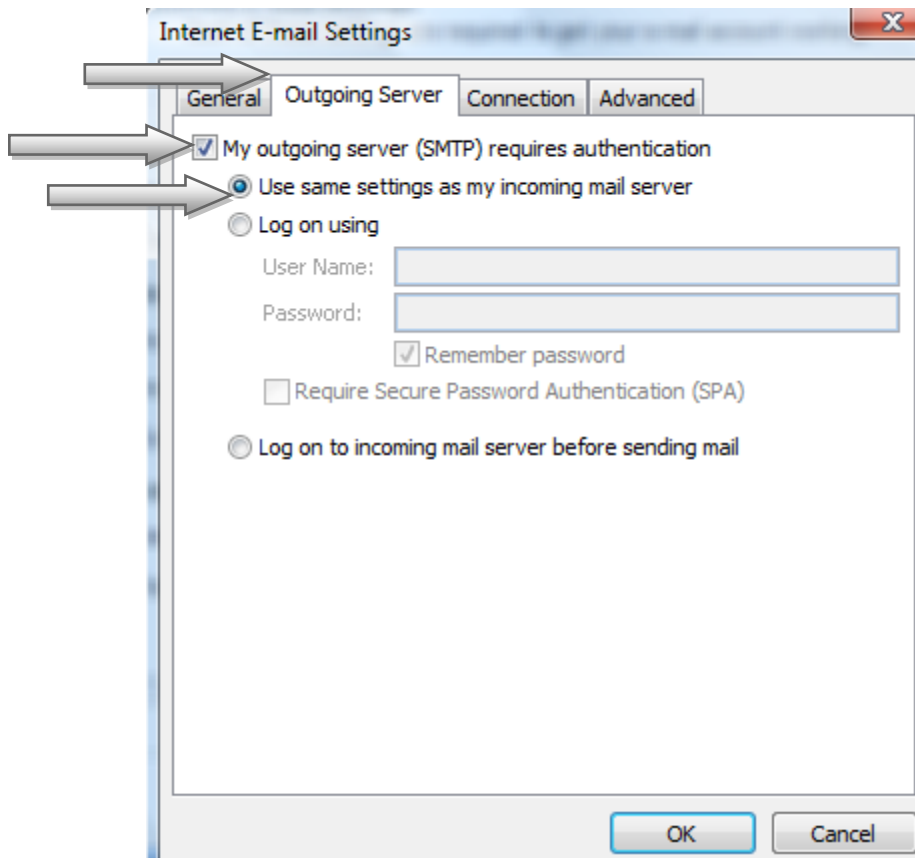 Internet E-mail Settings
General Outgoing Server Connection Advanced
My outgoing server (SMTP) requires authentication
Use same settings as my incoming mail server
Log on using
User Name:
Password:
Remember password
Require Secure Password Authentication (SPA)
Log on to incoming mail server before sending mail
OK Cancel